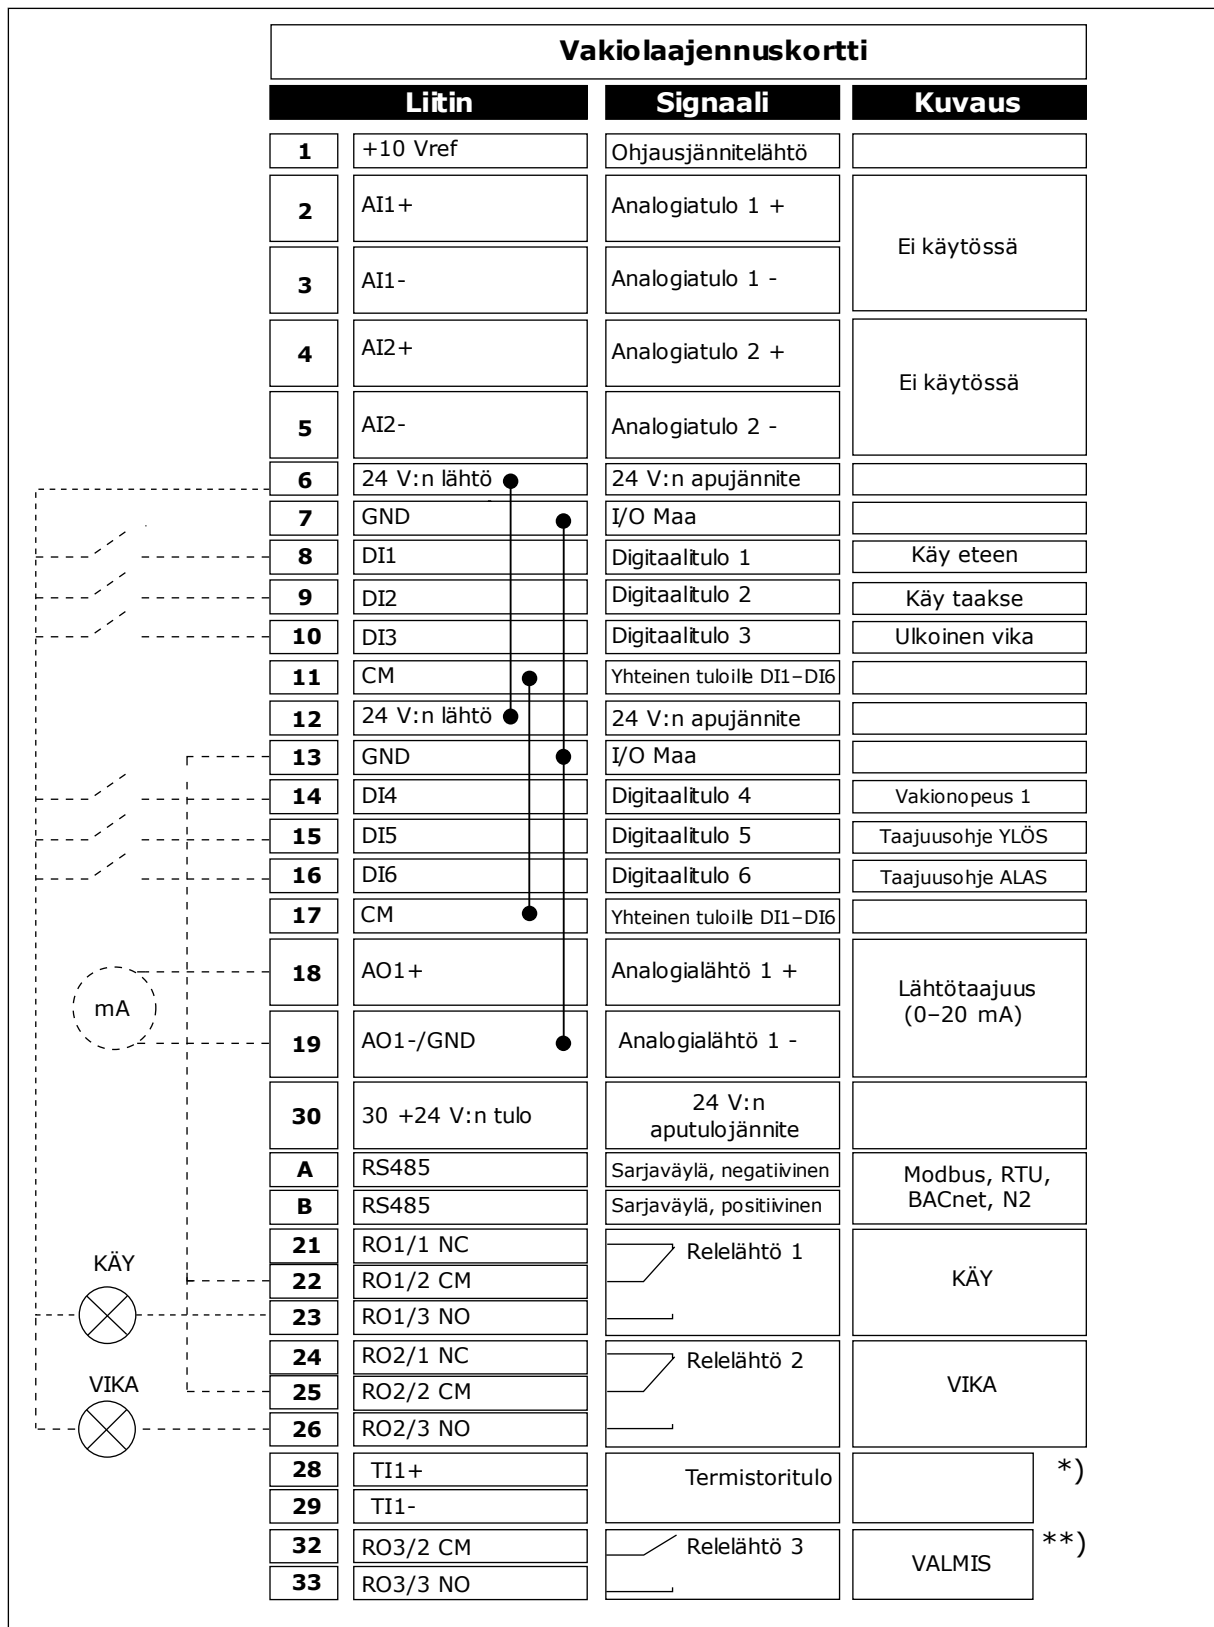 Vakiolaajennuskortti
Liitin Signaali Kuvaus
1 +10 Vref Ohjausjännitelähtö
2 AI1+ Analogiatulo 1 +
Ei käytössä
3 AI1- Analogiatulo 1 -
4 AI2+ Analogiatulo 2 +
Ei käytössä
5 AI2- Analogiatulo 2 -
6 24 V:n lähtö 24 V:n apujännite
7 GND I/O Maa
8 DI1 Digitaalitulo 1 Käy eteen
9 DI2 Digitaalitulo 2 Käy taakse
10 DI3 Digitaalitulo 3 Ulkoinen vika
11 CM Yhteinen tuloille DI1–DI6
12 24 V:n lähtö 24 V:n apujännite
13 GND I/O Maa
14 DI4 Digitaalitulo 4 Vakionopeus 1
15 DI5 Digitaalitulo 5 Taajuusohje YLÖS
16 DI6 Digitaalitulo 6 Taajuusohje ALAS
17 CM Yhteinen tuloille DI1–DI6
18 AO1+ Analogialähtö 1 +
Lähtötaajuus
(0–20 mA)
mA
19 AO1-/GND Analogialähtö 1 -
30 30 +24 V:n tulo 24 V:n
aputulojännite
A RS485 Sarjaväylä, negatiivinen
Modbus, RTU,
BACnet, N2
B RS485 Sarjaväylä, positiivinen
21 RO1/1 NC Relelähtö 1
KÄY
22 RO1/2 CM KÄY
23 RO1/3 NO
24 RO2/1 NC Relelähtö 2
VIKA
25 RO2/2 CM VIKA
26 RO2/3 NO
28 TI1+ Termistoritulo *)
29 TI1-
32 RO3/2 CM Relelähtö 3 **)
VALMIS
33 RO3/3 NO